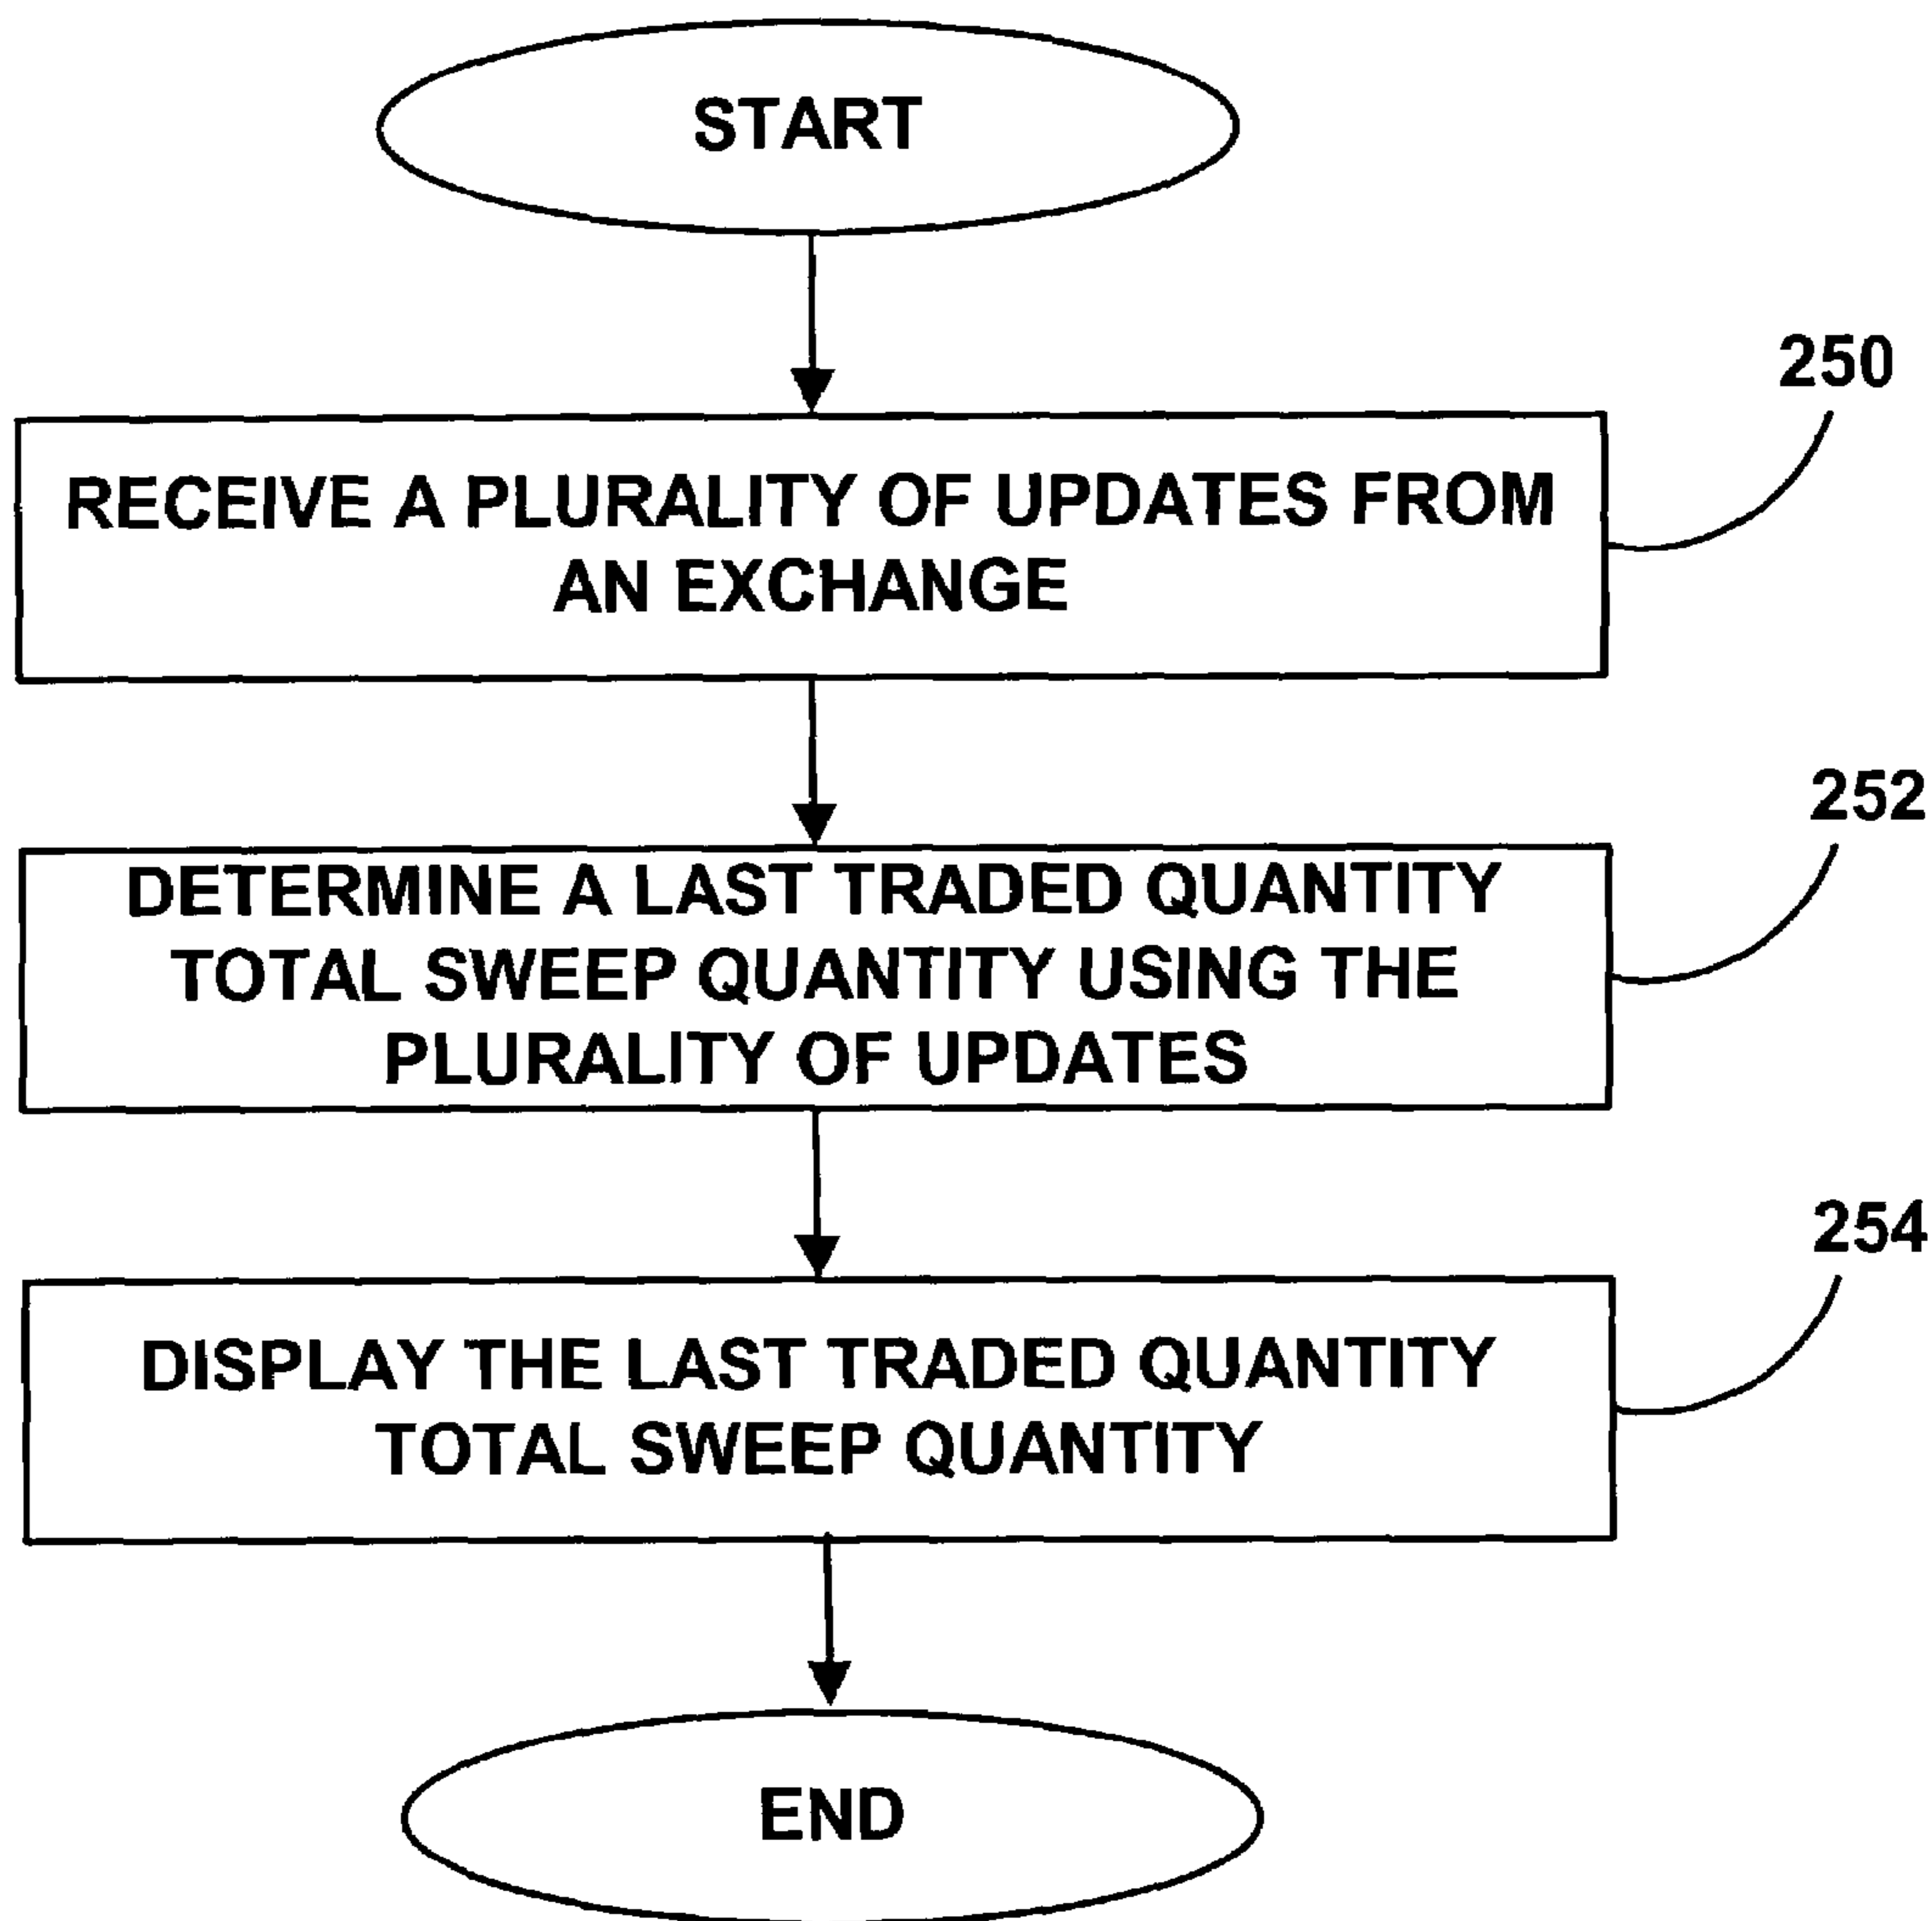 START
250
RECEIVE A PLURALITY OF UPDATES FROM
AN EXCHANGE
252
DETERMINE A LAST TRADED QUANTITY
TOTAL SWEEP QUANTITY USING THE
PLURALITY OF UPDATES
254
DISPLAY THE LAST TRADED QUANTITY
TOTAL SWEEP QUANTITY
END